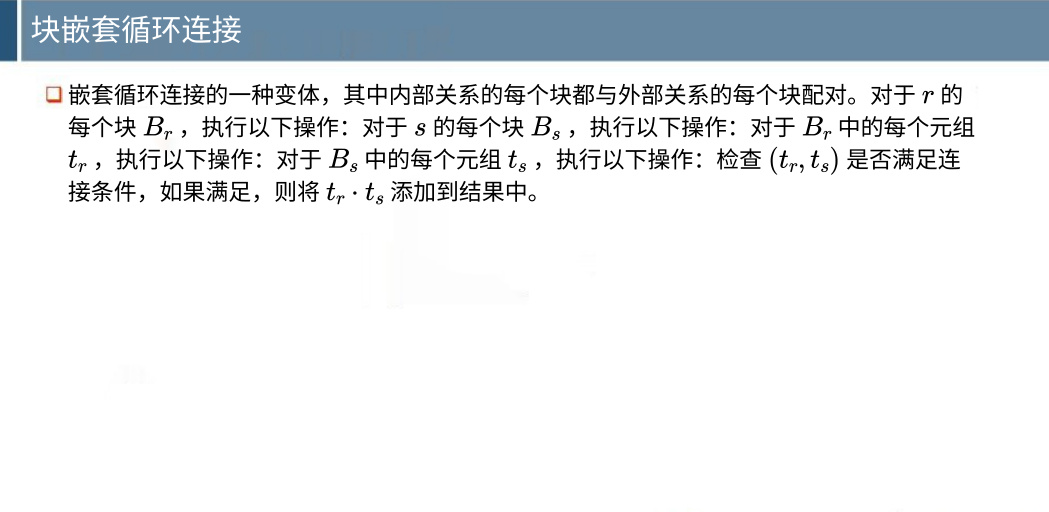 块嵌套循环连接
嵌套循环连接的一种变体，其中内部关系的每个块都与外部关系的每个块配对。对于 r 的
每个块 B_r ，执行以下操作：对于 s 的每个块 B_s ，执行以下操作：对于 B_r 中的每个元组
t_r ，执行以下操作：对于 B_s 中的每个元组 t_s ，执行以下操作：检查 (t_r, t_s) 是否满足连
接条件，如果满足，则将 t_r · t_s 添加到结果中。